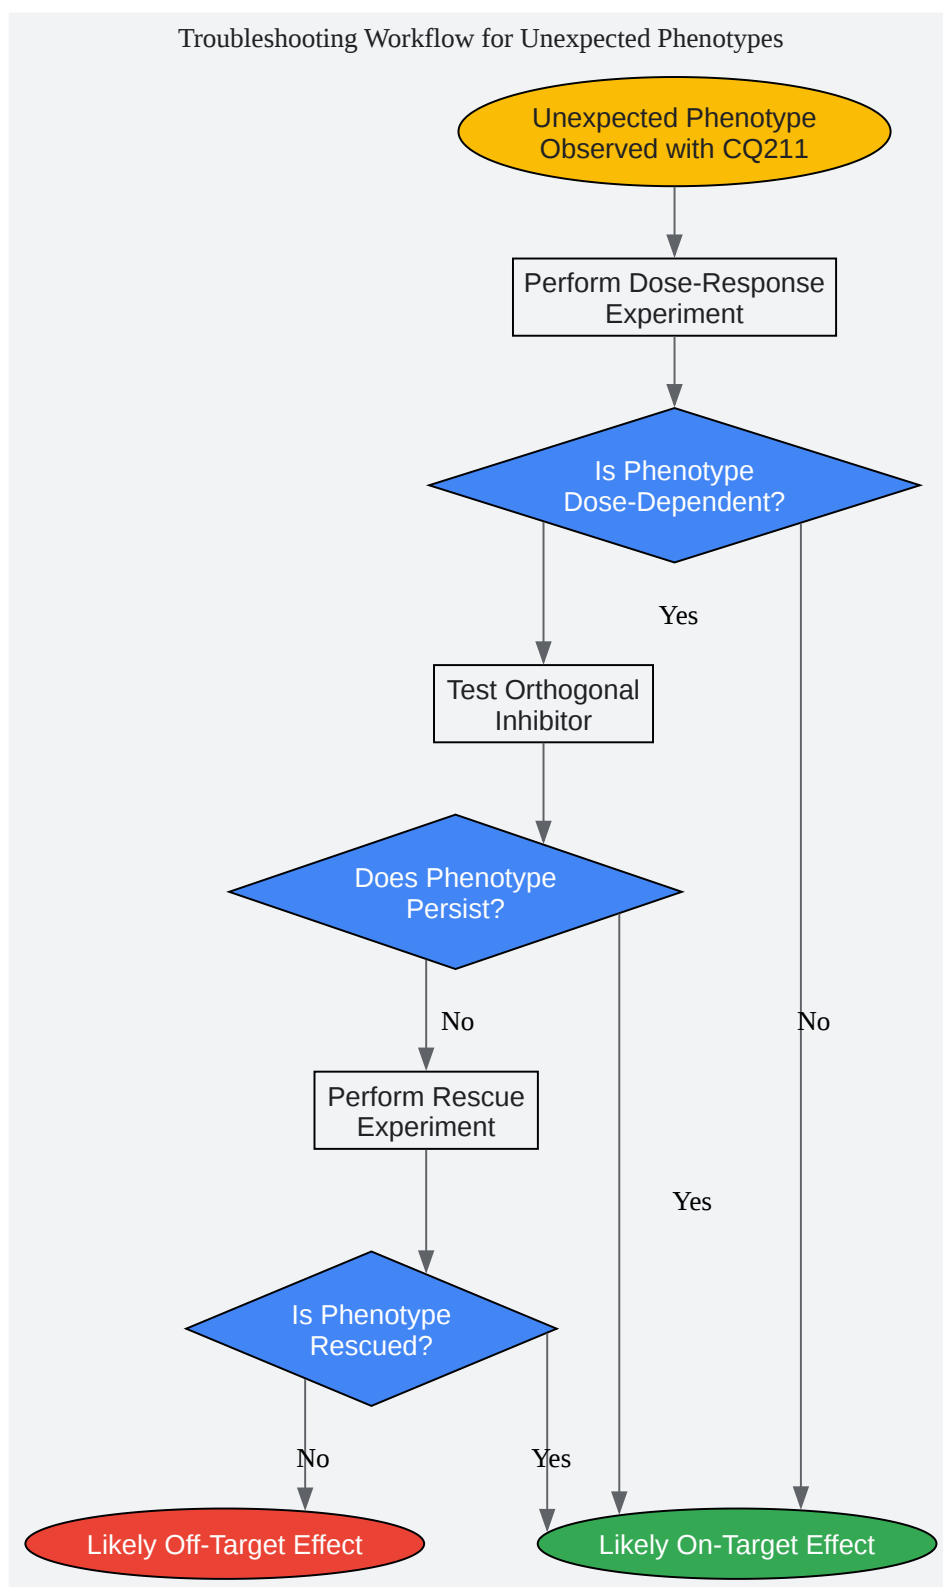 Troubleshooting Workflow for Unexpected Phenotypes
Unexpected Phenotype
Observed with CQ211
Perform Dose-Response
Experiment
Is Phenotype
Dose-Dependent?
Yes
Test Orthogonal
Inhibitor
Does Phenotype
Persist?
No
No
Perform Rescue
Experiment
Yes
Is Phenotype
Rescued?
No
Yes
Likely Off-Target Effect
Likely On-Target Effect